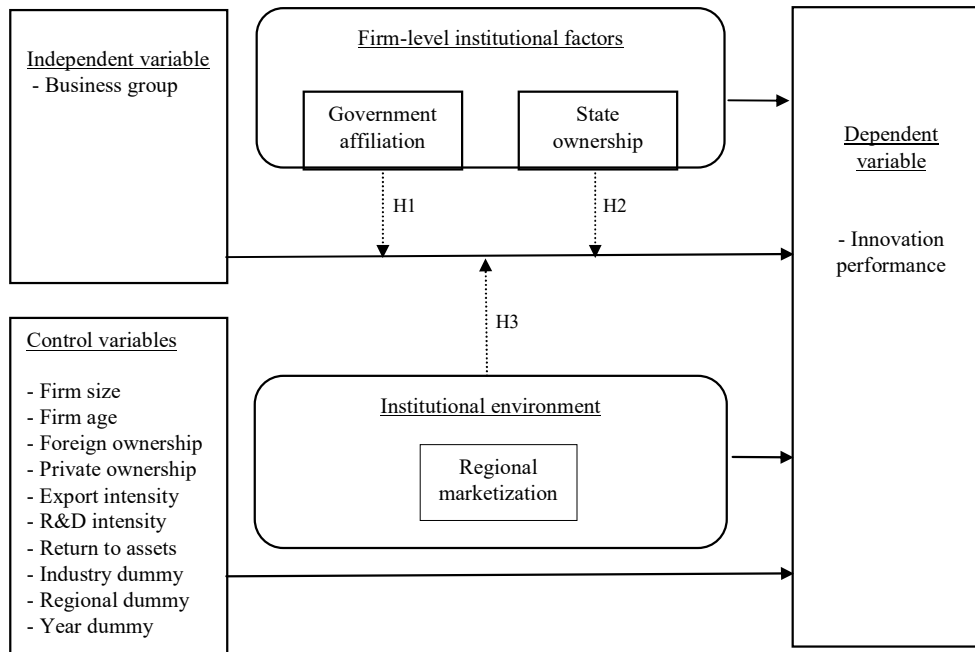 Independent variable
- Business group
Firm-level institutional factors
Government
affiliation
State
ownership
H1
H2
H3
Dependent
variable
- Innovation
performance
Control variables
- Firm size
- Firm age
- Foreign ownership
- Private ownership
- Export intensity
- R&D intensity
- Return to assets
- Industry dummy
- Regional dummy
- Year dummy
Institutional environment
Regional
marketization